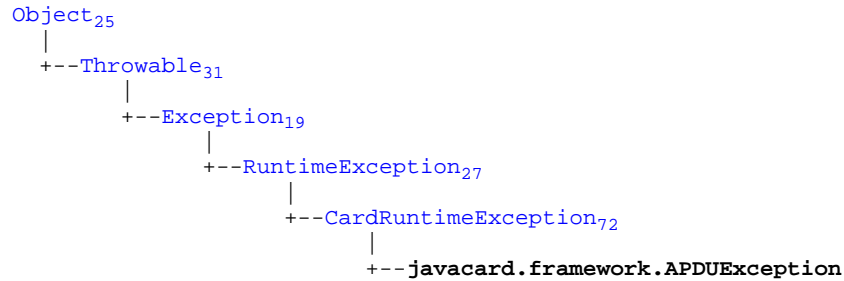 Object25
|
+--Throwable31
|
+--Exception19
|
+--RuntimeException27
|
+--CardRuntimeException72
|
+--javacard.framework.APDUException